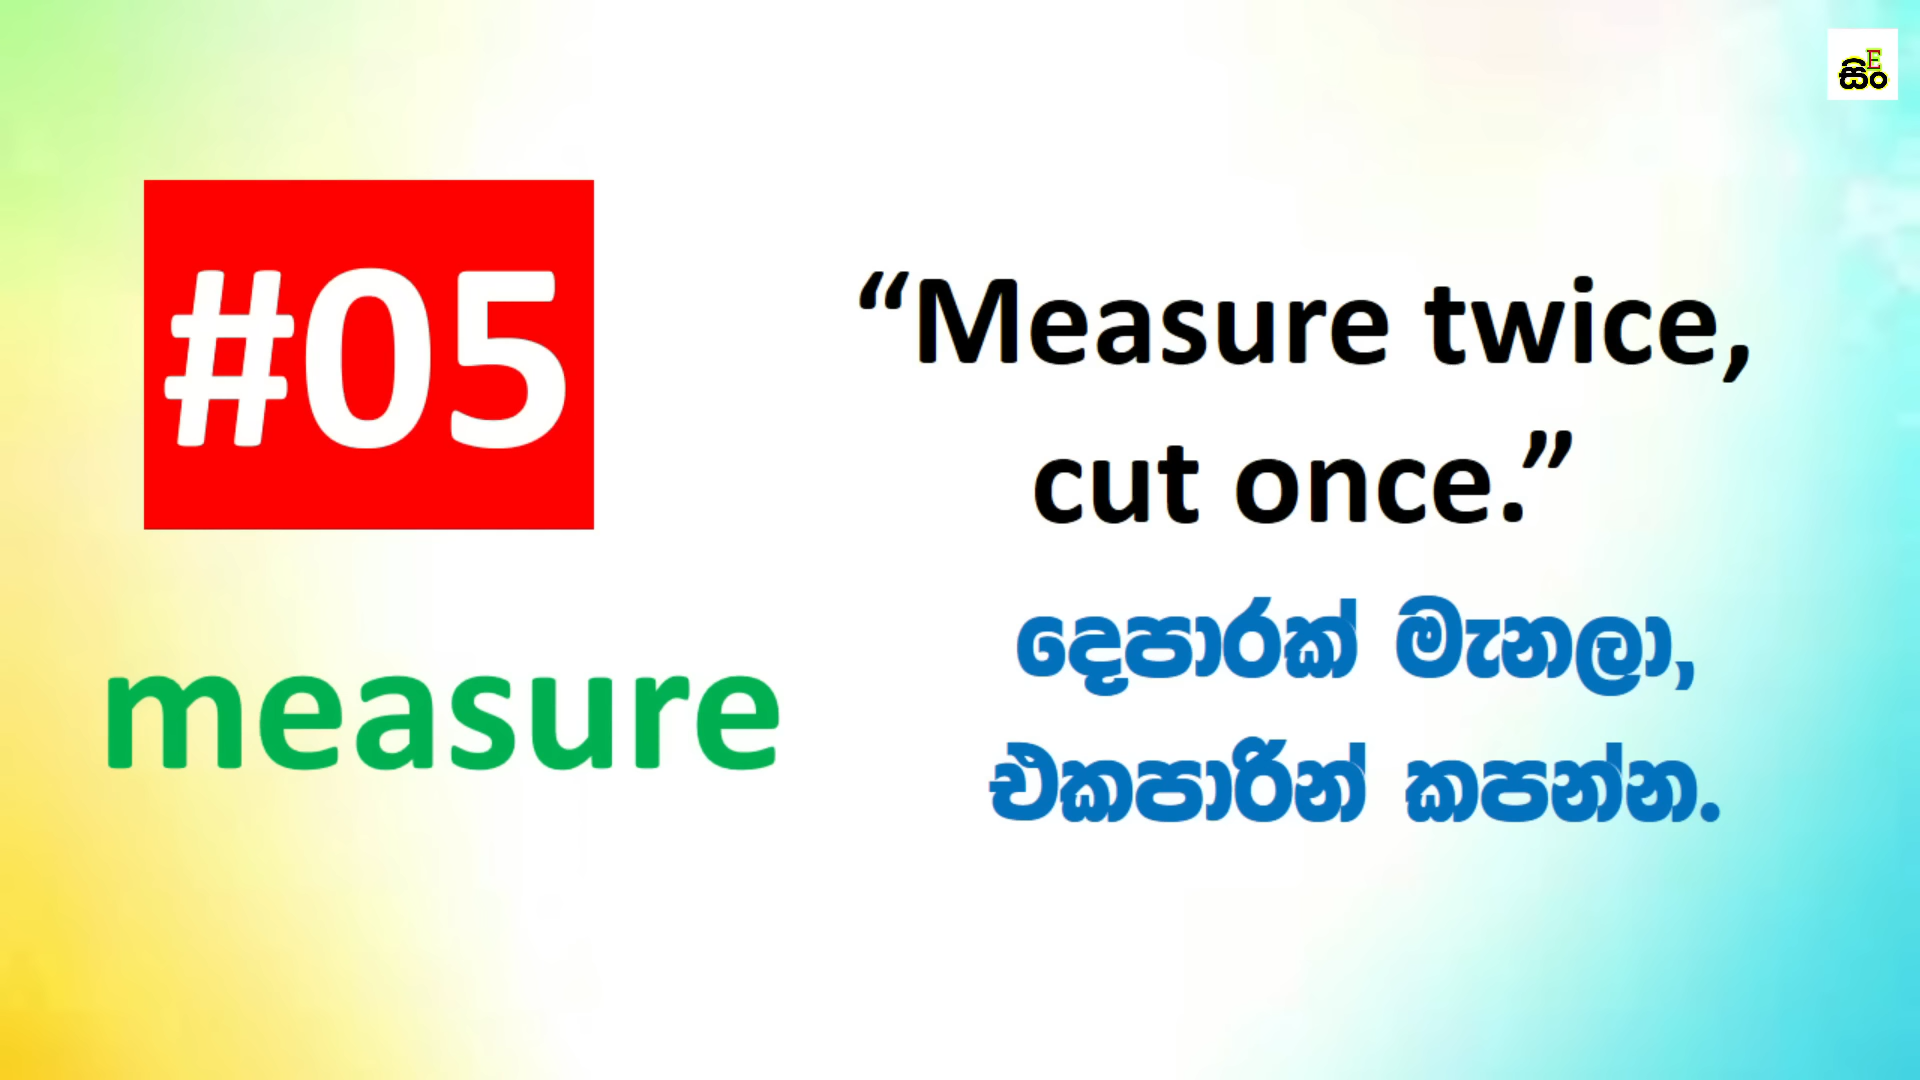 සිං
E
#05
measure
“Measure twice,
cut once.”
දෙපාරක් මැනලා,
එකපාරින් කපන්න.